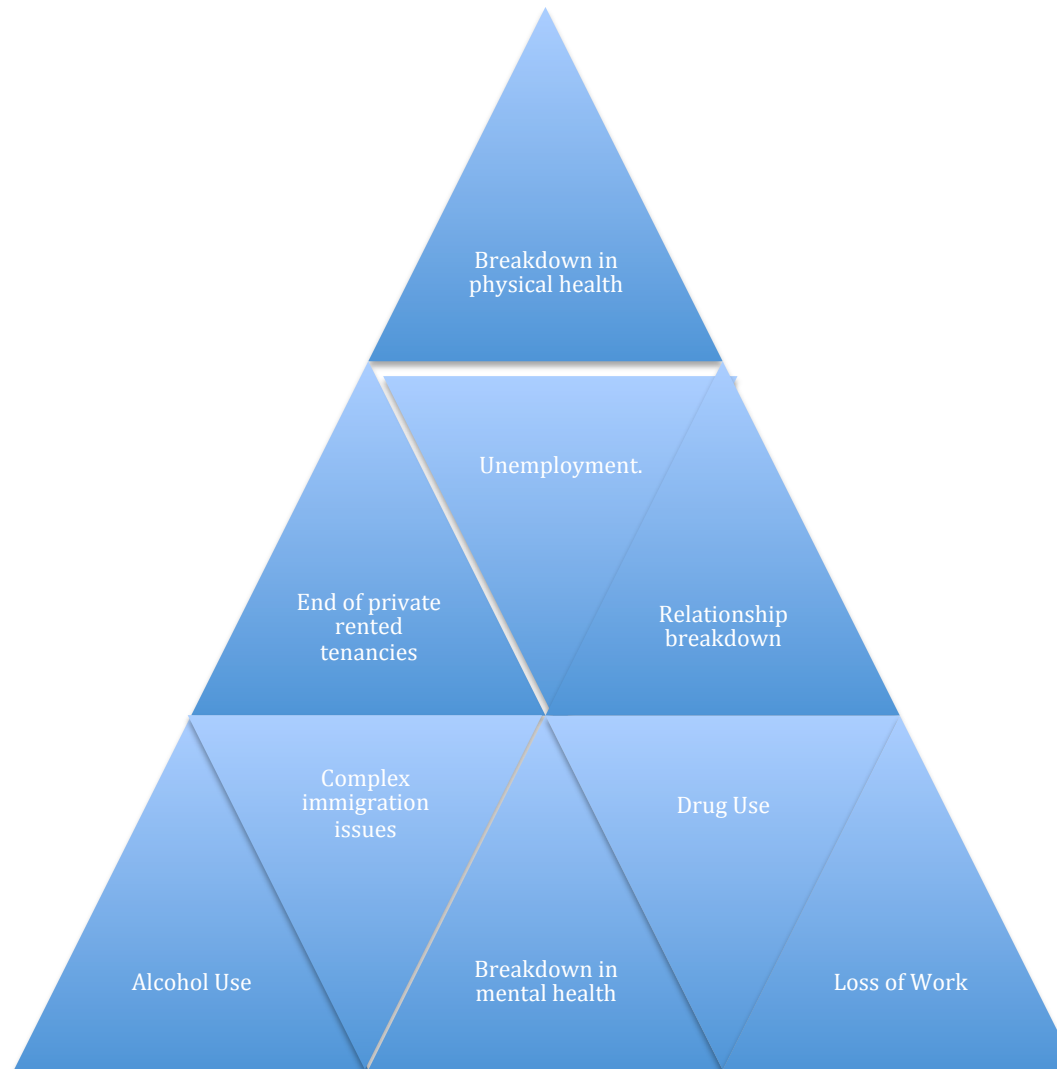 Breakdown in
physical health
Unemployment.
End of private
rented
tenancies
Relationship
breakdown
Complex
immigration
issues
Drug Use
Alcohol Use
Breakdown in
mental health
Loss of Work